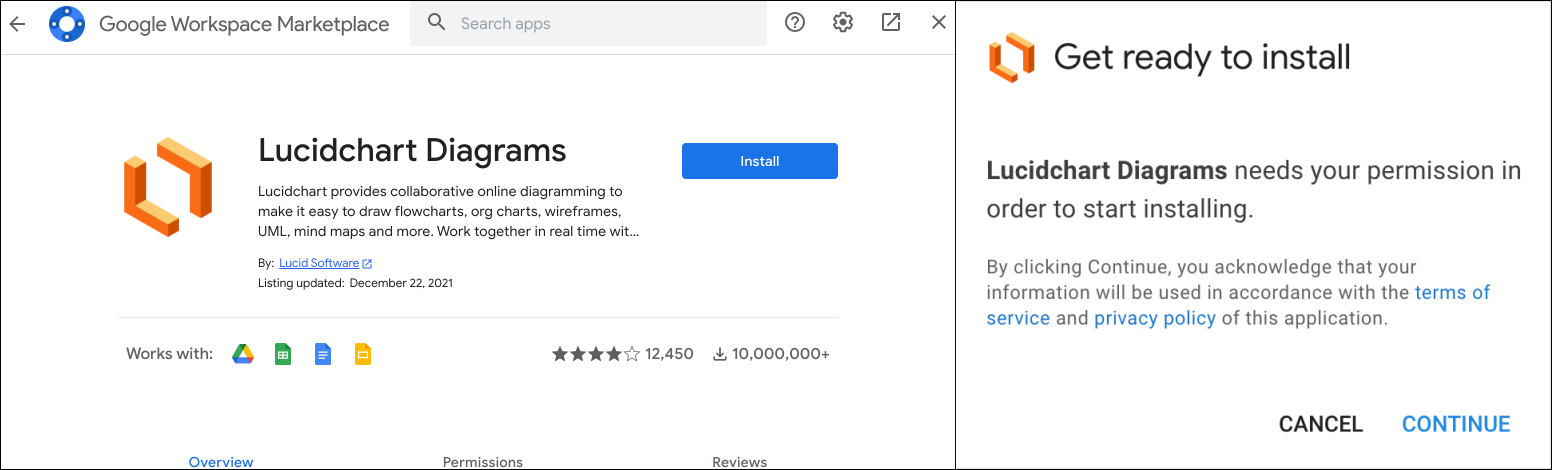 Google Workspace Marketplace
Search apps
Lucidchart Diagrams
Install
Lucidchart provides collaborative online diagramming to
make it easy to draw flowcharts, org charts, wireframes,
UML, mind maps and more. Work together in real time wit...
By: Lucid Software
Listing updated: December 22, 2021
Works with:
12,450
10,000,000+
Overview
Permissions
Reviews
Get ready to install
Lucidchart Diagrams needs your permission in
order to start installing.
By clicking Continue, you acknowledge that your
information will be used in accordance with the terms of
service and privacy policy of this application.
CANCEL
CONTINUE